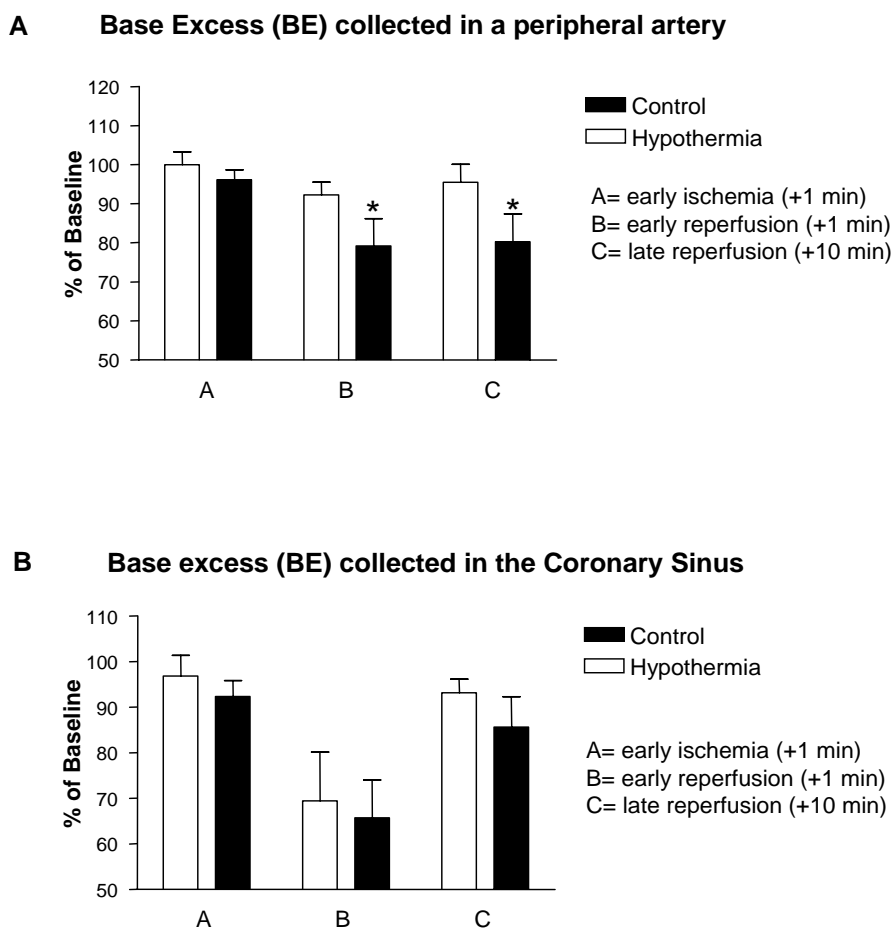 A Base Excess (BE) collected in a peripheral artery
120
110
100
90
80
70
60
50
% of Baseline
* *
A B C
Control
Hypothermia
A= early ischemia (+1 min)
B= early reperfusion (+1 min)
C= late reperfusion (+10 min)
B Base excess (BE) collected in the Coronary Sinus
110
100
90
80
70
60
50
% of Baseline
A B C
Control
Hypothermia
A= early ischemia (+1 min)
B= early reperfusion (+1 min)
C= late reperfusion (+10 min)